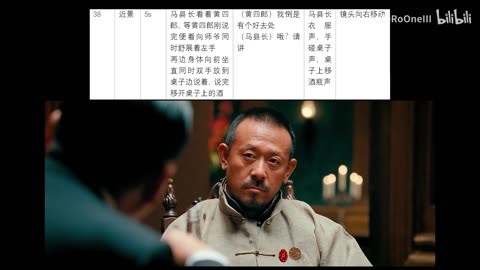 RoOneIII
bilibili
38
近景
5s
马县长看着黄四
郎，等黄四郎刚说
完便看向师爷同
时舒展着左手
再边身体向前坐
直同时双手放到
桌子边说着，说完
移开桌子上的酒
（黄四郎）我倒是
有个好去处
（马县长）哦？请
讲
马县长
衣服
声，手
碰桌子
声，桌
子上移
酒瓶声
镜头向右移动